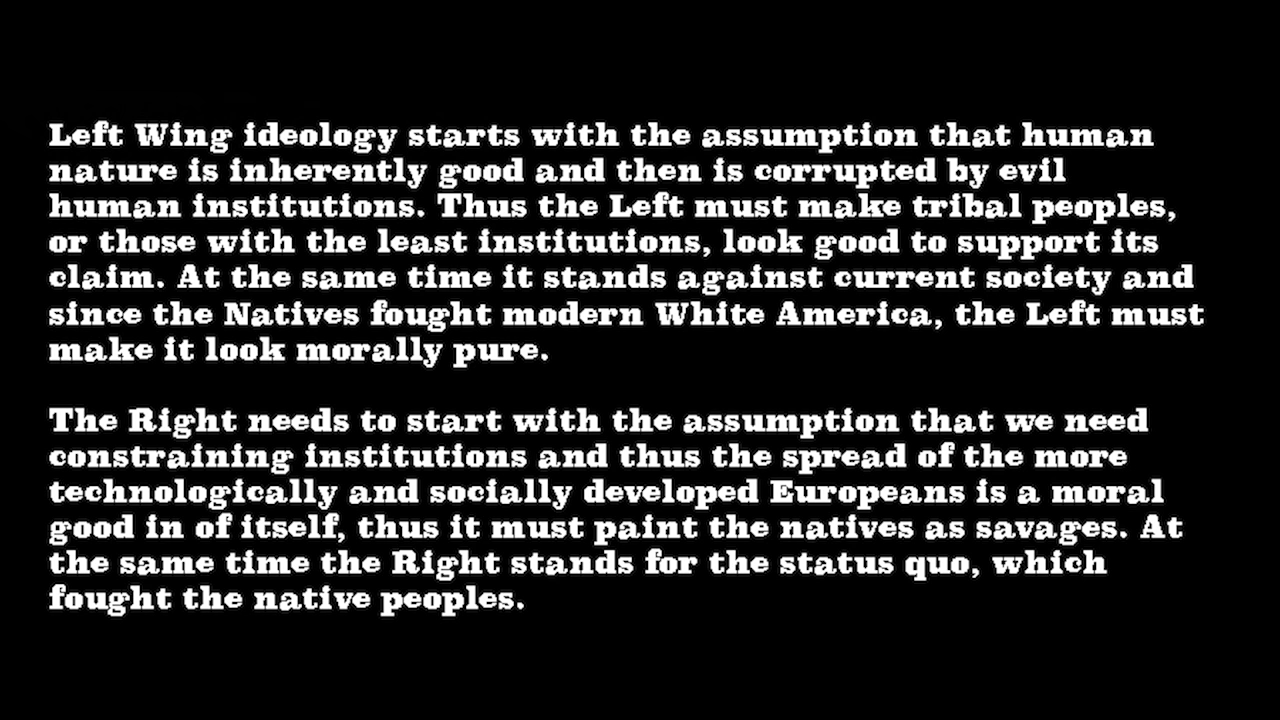 Left Wing ideology starts with the assumption that human
nature is inherently good and then is corrupted by evil
human institutions. Thus the Left must make tribal peoples,
or those with the least institutions, look good to support its
claim. At the same time it stands against current society and
since the Natives fought modern White America, the Left must
make it look morally pure.
The Right needs to start with the assumption that we need
constraining institutions and thus the spread of the more
technologically and socially developed Europeans is a moral
good in of itself, thus it must paint the natives as savages. At
the same time the Right stands for the status quo, which
fought the native peoples.